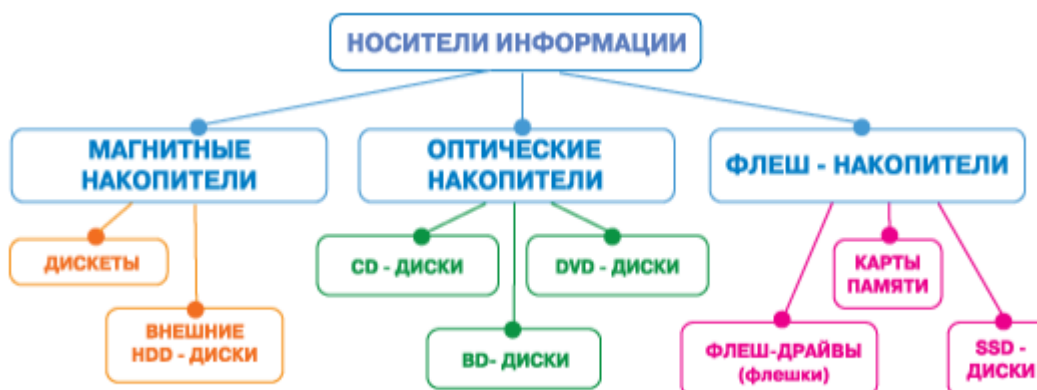 НОСИТЕЛИ ИНФОРМАЦИИ
МАГНИТНЫЕ
НАКОПИТЕЛИ
ОПТИЧЕСКИЕ
НАКОПИТЕЛИ
ФЛЕШ - НАКОПИТЕЛИ
ДИСКЕТЫ
ВНЕШНИЕ
HDD - ДИСКИ
CD - ДИСКИ
BD- ДИСКИ
DVD - ДИСКИ
ФЛЕШ-ДРАЙВЫ
(флешки)
КАРТЫ
ПАМЯТИ
SSD -
ДИСКИ